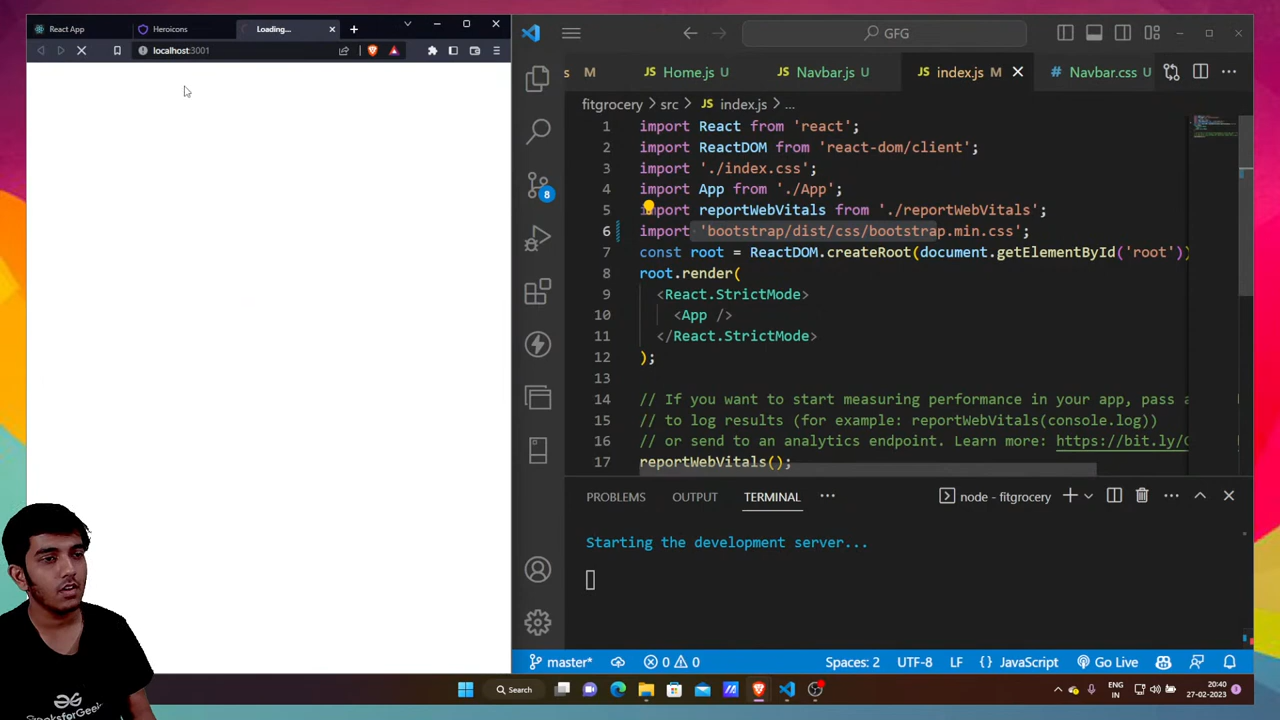 React App
Heroicons
Loading...
localhost:3001
GFG
s M
Home.js U
Navbar.js U
index.js M
# Navbar.css U
fitgrocery > src > JS index.js > ...
1 import React from 'react';
2 import ReactDOM from 'react-dom/client';
3 import './index.css';
4 import App from './App';
5 import reportWebVitals from './reportWebVitals';
6 import 'bootstrap/dist/css/bootstrap.min.css';
7 const root = ReactDOM.createRoot(document.getElementById('root'))
8 root.render(
9 <React.StrictMode>
10 <App />
11 </React.StrictMode>
12 );
13
14 // If you want to start measuring performance in your app, pass a
15 // to log results (for example: reportWebVitals(console.log))
16 // or send to an analytics endpoint. Learn more: https://bit.ly/C
17 reportWebVitals();
8
PROBLEMS OUTPUT TERMINAL
node - fitgrocery
Starting the development server...
master* 0 0 Spaces: 2 UTF-8 LF {} JavaScript Go Live
Search
ENG
IN
20:40
27-02-2023